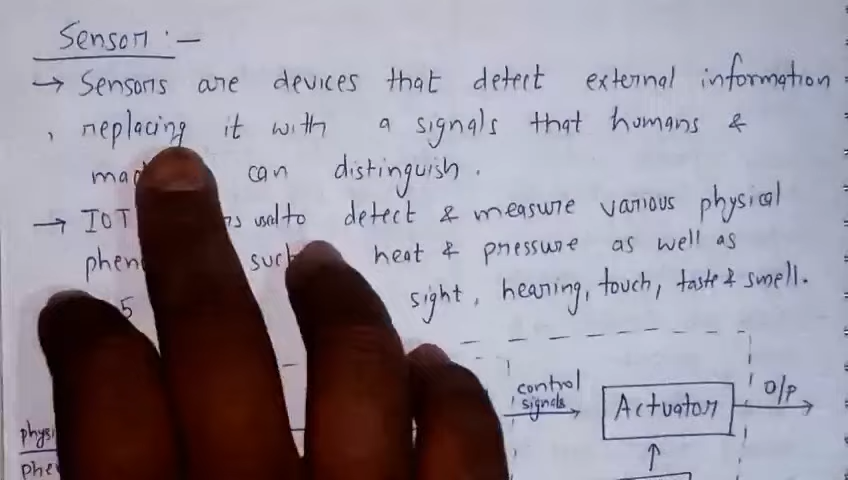 Sensor :-
→ Sensors are devices that detect external information
, replacing it with a signals that humans &
can distinguish.
→ IOT used to detect & measure various physical
heat & pressure as well as
5 sight, hearing, touch, taste & smell.
control
signals
Actuator
O/P